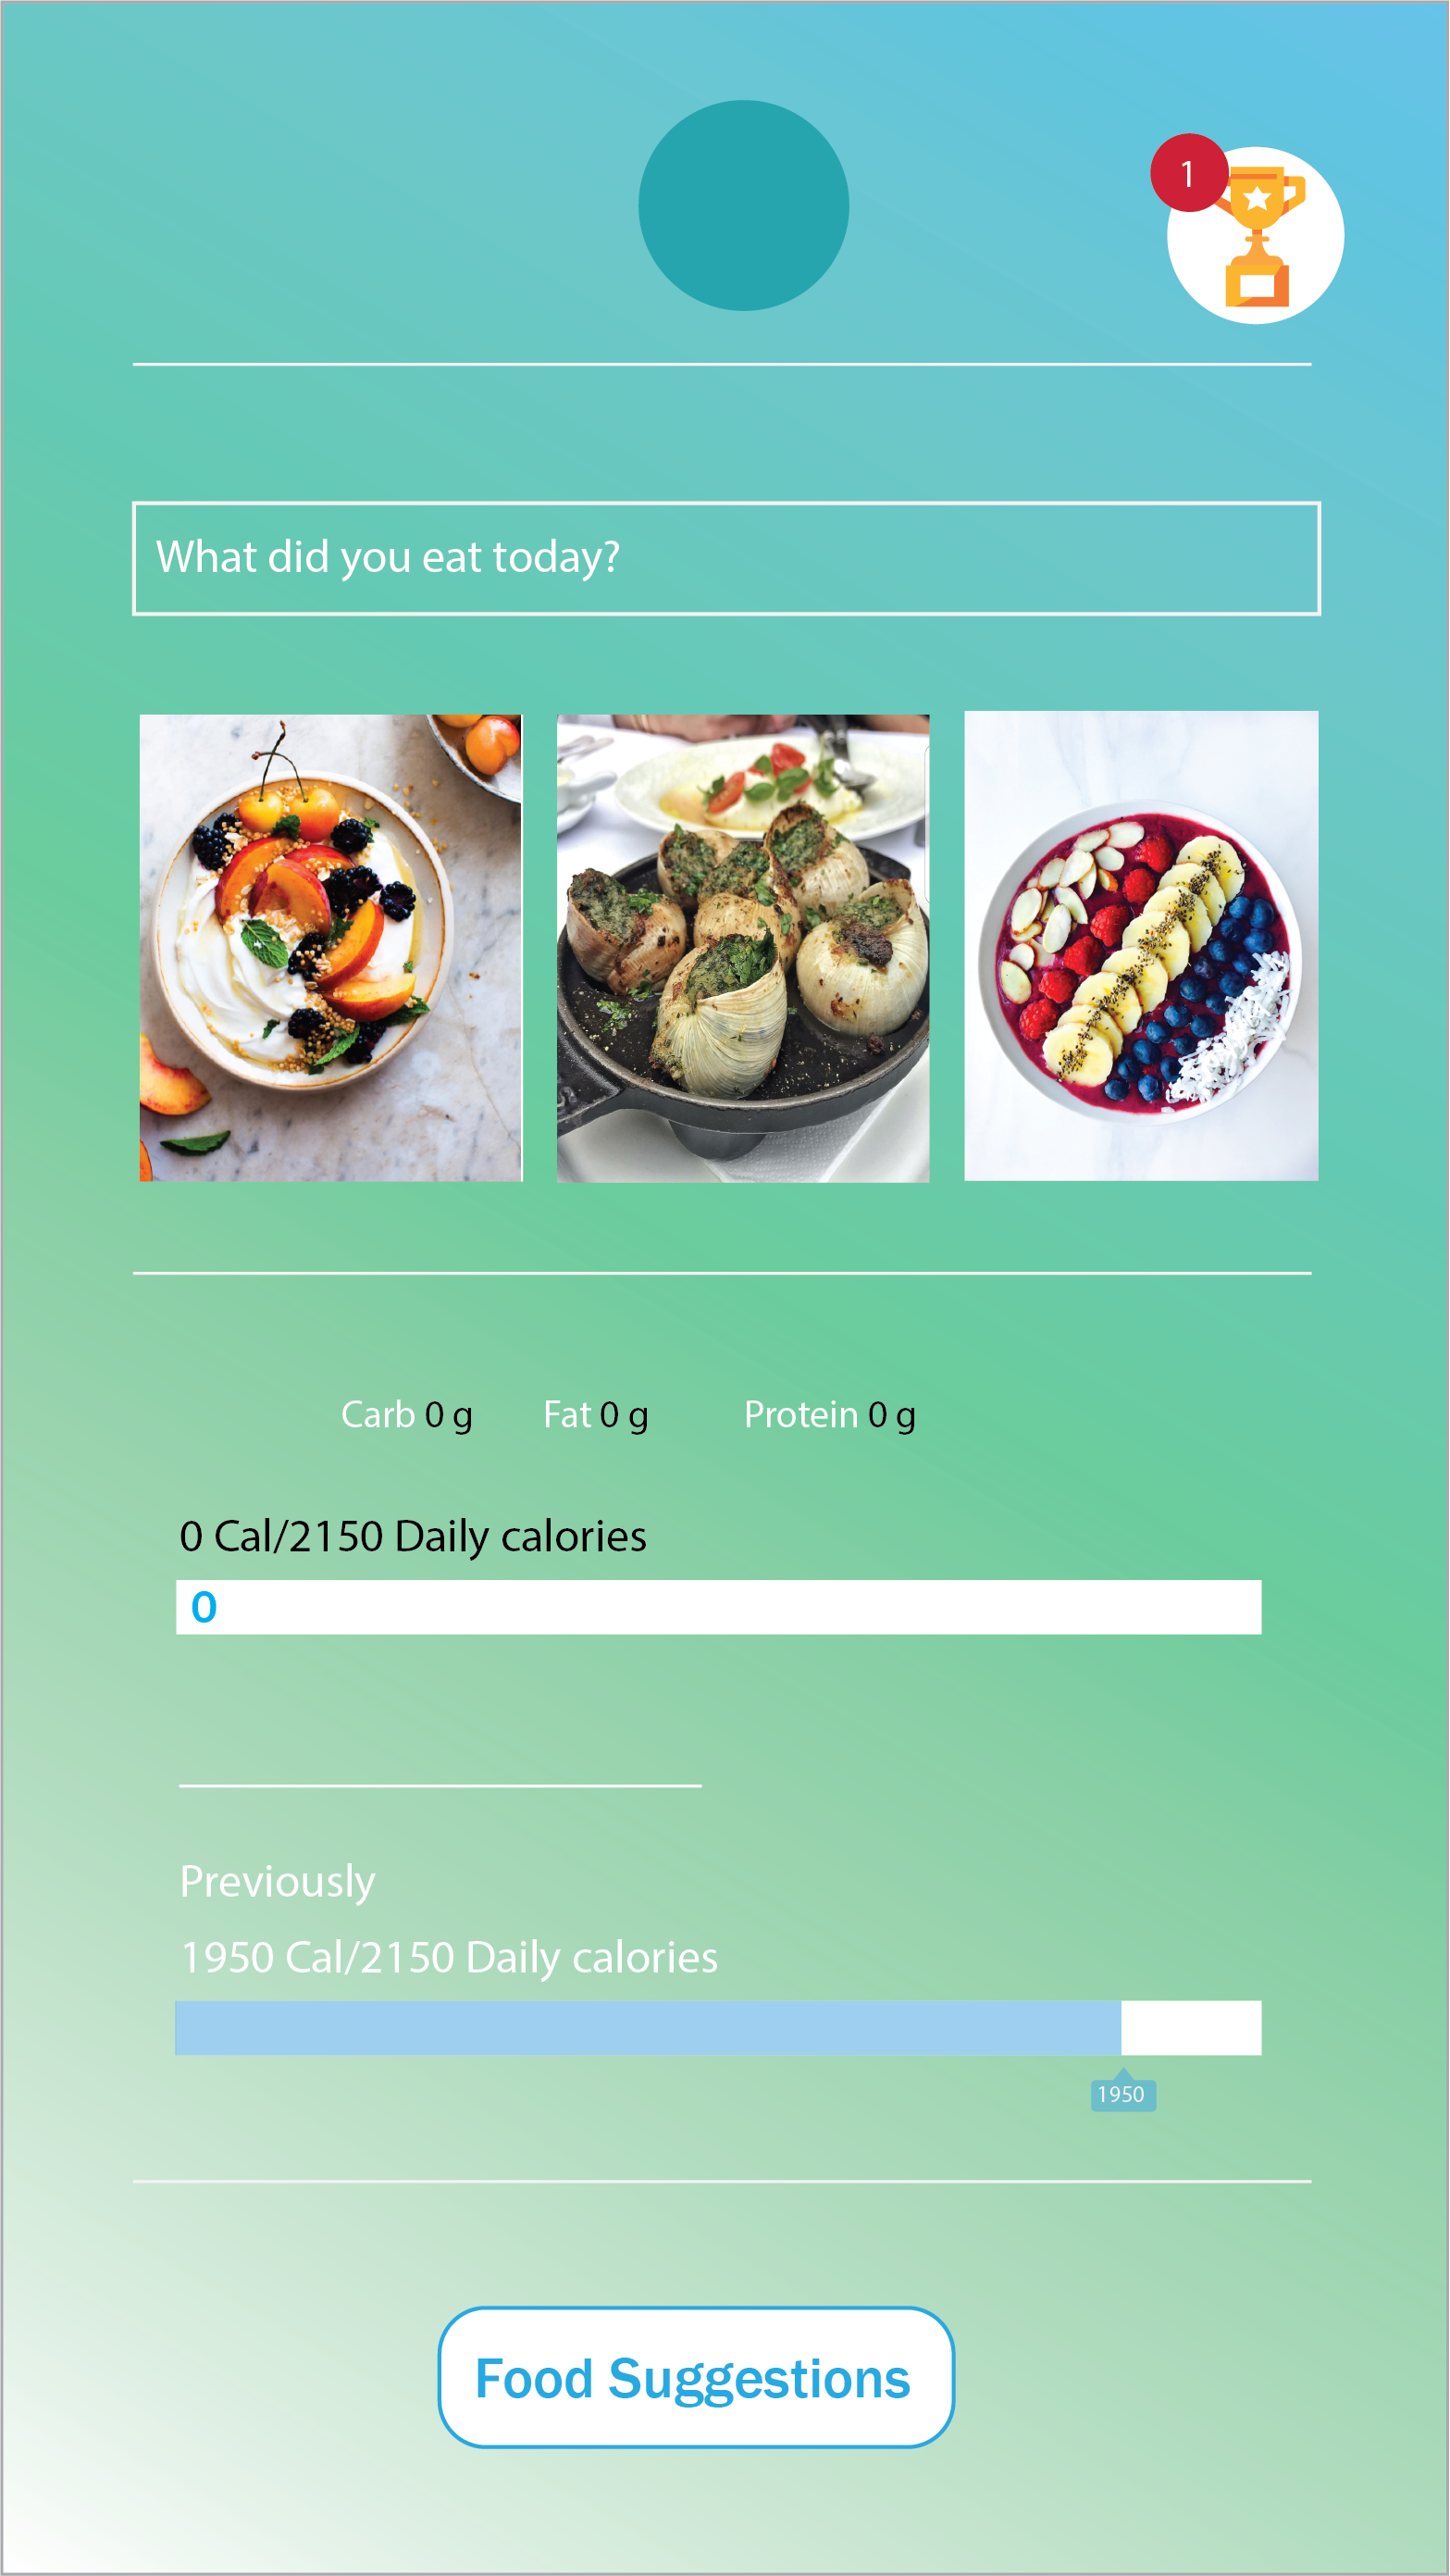 1
What did you eat today?
Carb 0 g Fat 0 g Protein 0 g
0 Cal/2150 Daily calories
0
Previously
1950 Cal/2150 Daily calories
1950
Food Suggestions